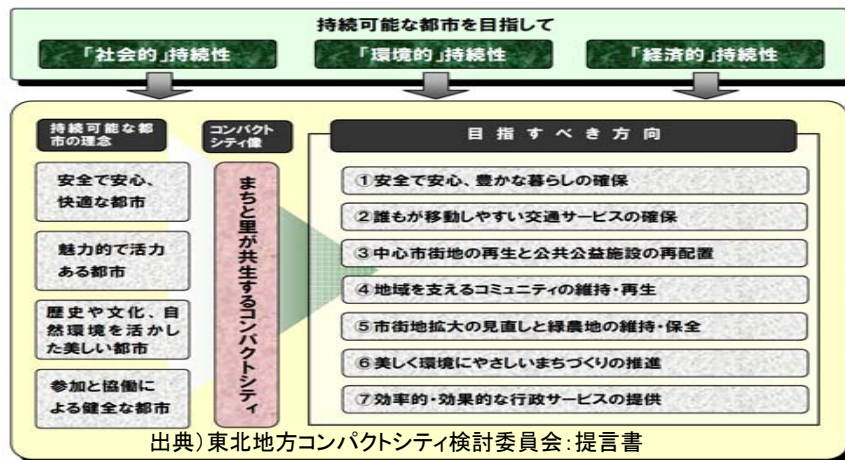 持続可能な都市を目指して
「社会的」持続性
「環境的」持続性
「経済的」持続性
持続可能な都
市の理念
安全で安心、
快適な都市
魅力的で活力
ある都市
歴史や文化、自
然環境を活かし
た美しい都市
参加と協働に
よる健全な都市
コンパクト
シティ像
まちと里が共生するコンパクトシティ
目指すべき方向
①安全で安心、豊かな暮らしの確保
②誰もが移動しやすい交通サービスの確保
③中心市街地の再生と公共公益施設の再配置
④地域を支えるコミュニティの維持・再生
⑤市街地拡大の見直しと緑農地の維持・保全
⑥美しく環境にやさしいまちづくりの推進
⑦効率的・効果的な行政サービスの提供
出典）東北地方コンパクトシティ検討委員会：提言書